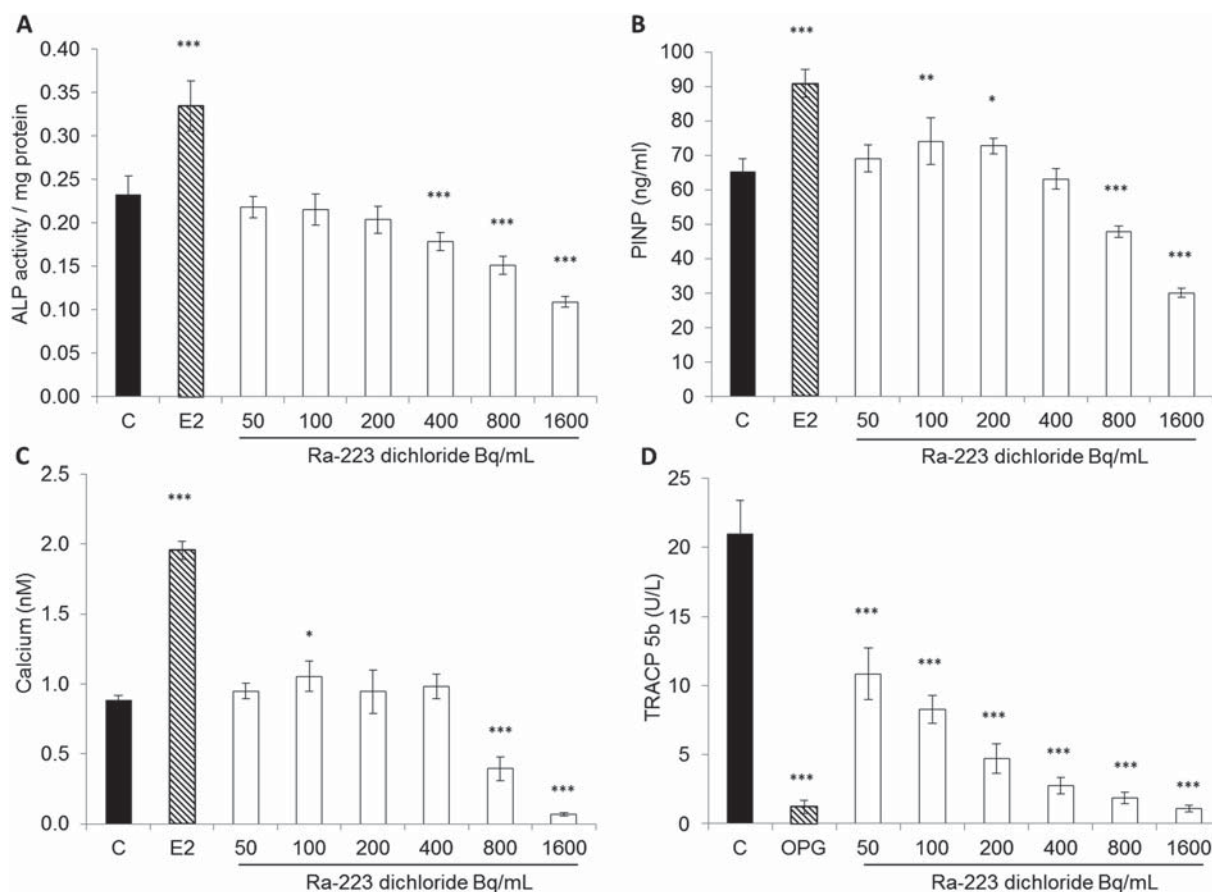 A
***
0.40
0.35
0.30
0.25
0.20
0.15
0.10
0.05
0.00
ALP activity / mg protein
*** *** ***
C E2 50 100 200 400 800 1600
Ra-223 dichloride Bq/mL
B
***
100
90
80
70
60
50
40
30
20
10
0
PINP (ng/ml)
** * *** ***
C E2 50 100 200 400 800 1600
Ra-223 dichloride Bq/mL
C
2.5
2.0
1.5
1.0
0.5
0.0
Calcium (nM)
*** * *** ***
C E2 50 100 200 400 800 1600
Ra-223 dichloride Bq/mL
D
25
20
15
10
5
0
TRACP 5b (U/L)
*** *** *** *** *** *** ***
C OPG 50 100 200 400 800 1600
Ra-223 dichloride Bq/mL